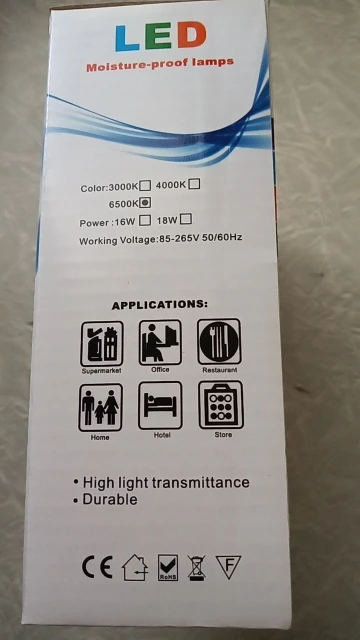 LED
Moisture-proof lamps
Color:3000K 4000K
6500K
Power:16W 18W
Working Voltage:85-265V 50/60Hz
APPLICATIONS:
Supermarket Office Restaurant
Home Hotel Store
• High light transmittance
• Durable
CE RoHS F